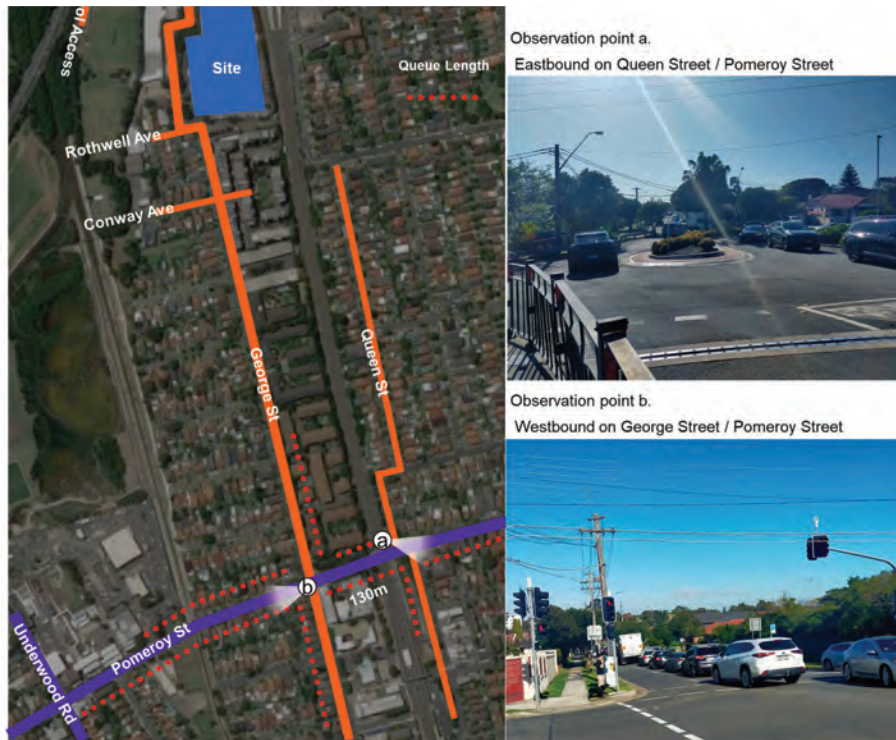 ol Access
Site
Queue Length
Rothwell Ave
Conway Ave
George St
Queen St
a
b
130m
Pomeroy St
Underwood Rd
Observation point a.
Eastbound on Queen Street / Pomeroy Street
Observation point b.
Westbound on George Street / Pomeroy Street